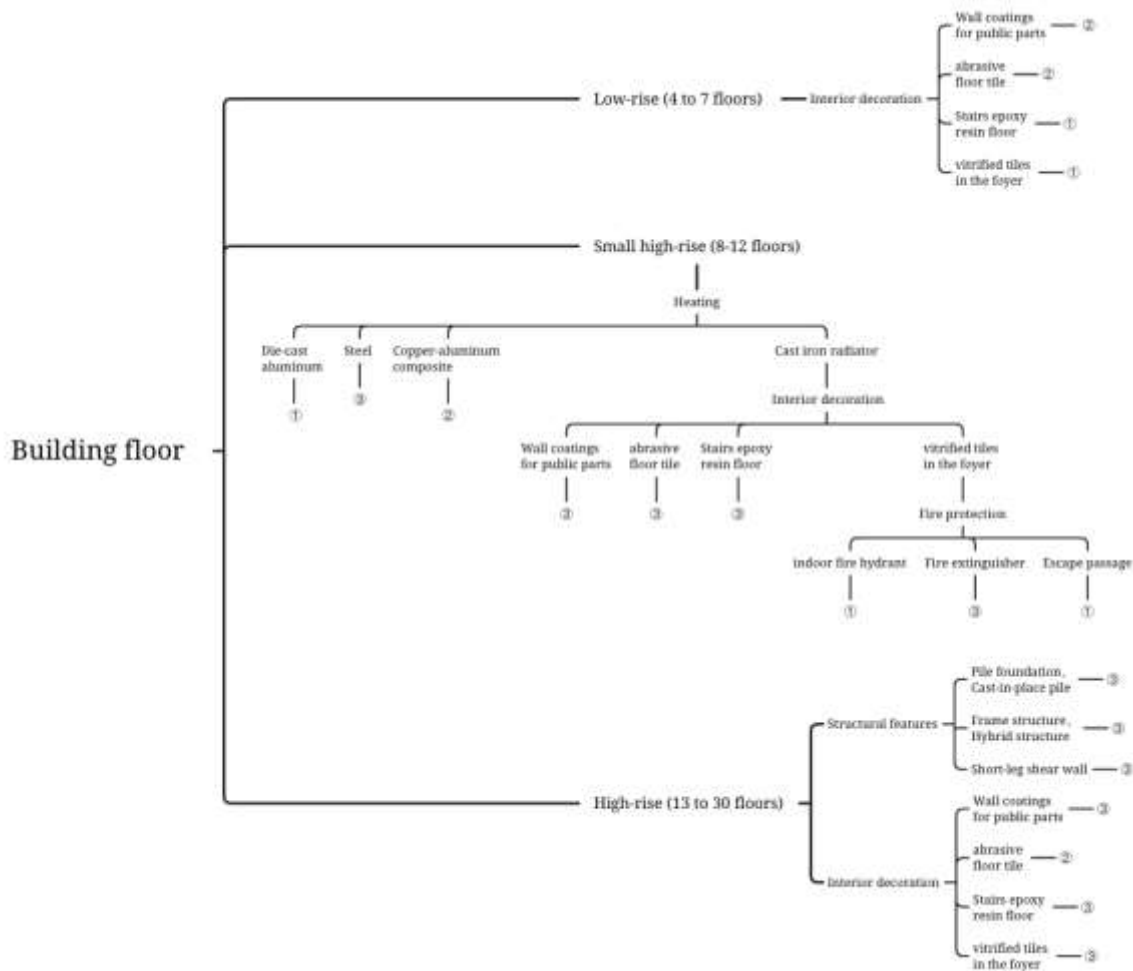 Wall coatings
for public parts
②
abrasive
floor tile
②
Low-rise (4 to 7 floors)
Interior decoration
Stairs epoxy
resin floor
①
vitrified tiles
in the foyer
①
Small high-rise (8-12 floors)
Heating
Die-cast
aluminum
Steel
Copper-aluminum
composite
Cast iron radiator
①
②
Interior decoration
Building floor
Wall coatings
for public parts
abrasive
floor tile
Stairs epoxy
resin floor
vitrified tiles
in the foyer
Fire protection
indoor fire hydrant
Fire extinguisher
Escape passage
①
③
①
Pile foundation、
Cast-in-place pile
③
Structural features
Frame structure、
Hybrid structure
③
Short-leg shear wall
③
High-rise (13 to 30 floors)
Wall coatings
for public parts
③
abrasive
floor tile
②
Interior decoration
Stairs epoxy
resin floor
③
vitrified tiles
in the foyer
③